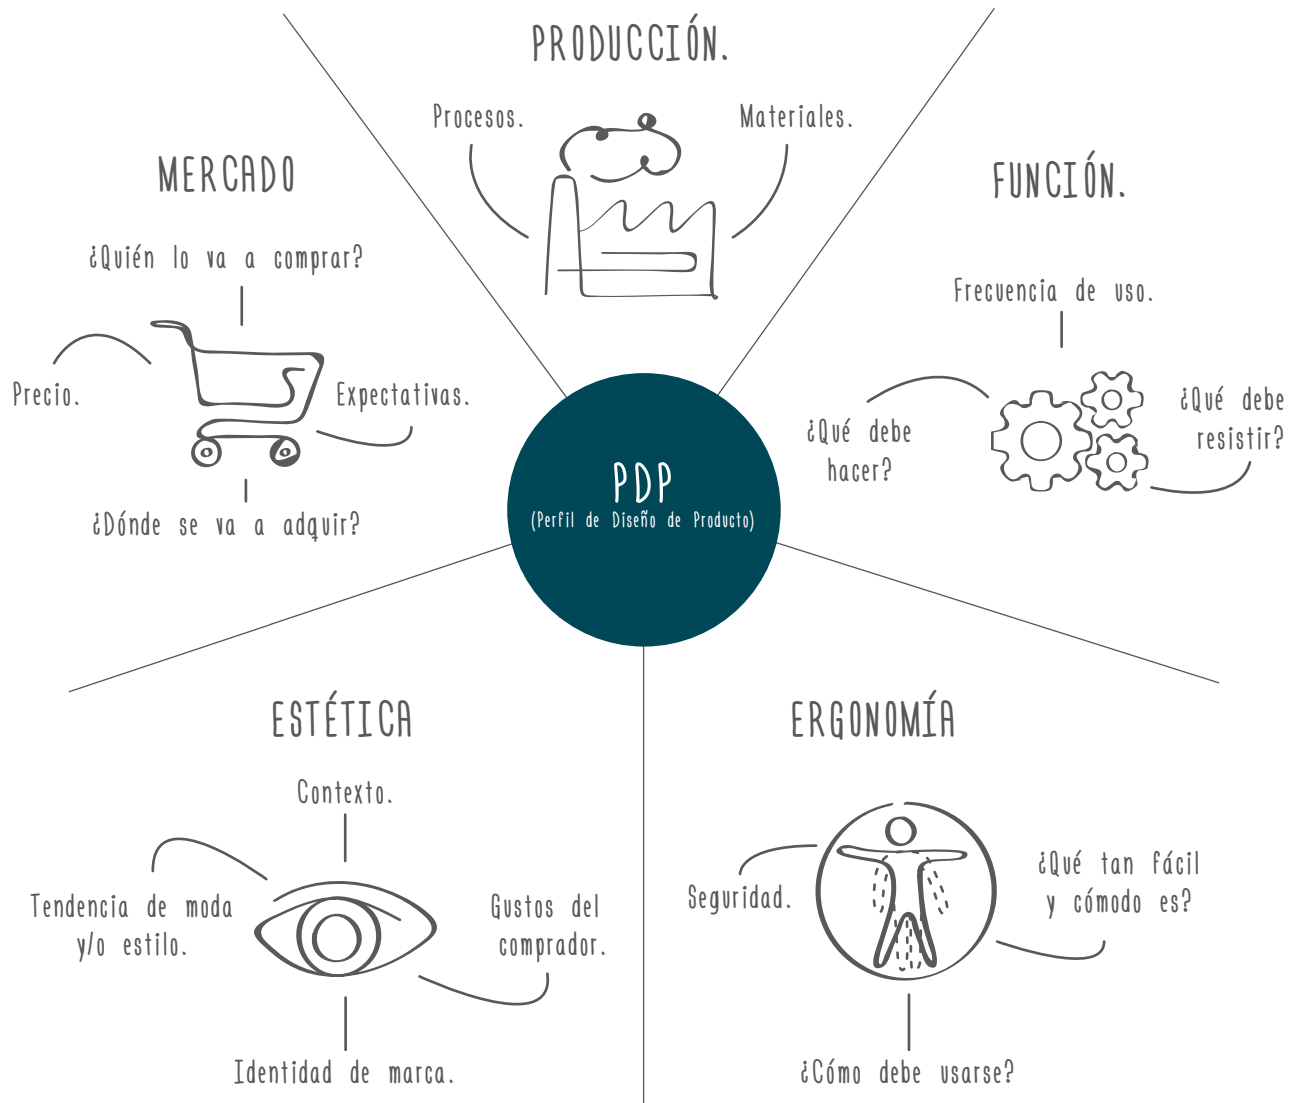 PRODUCCIÓN.
Procesos.
Materiales.
MERCADO
¿Quién lo va a comprar?
Precio.
Expectativas.
¿Dónde se va a adquir?
FUNCIÓN.
Frecuencia de uso.
¿Qué debe
hacer?
¿Qué debe
resistir?
PDP
(Perfil de Diseño de Producto)
ESTÉTICA
Contexto.
Tendencia de moda
y/o estilo.
Gustos del
comprador.
Identidad de marca.
ERGONOMÍA
Seguridad.
¿Qué tan fácil
y cómodo es?
¿Cómo debe usarse?